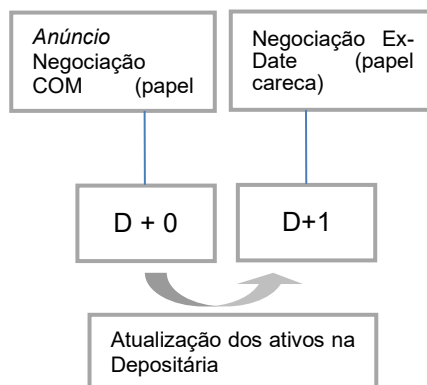 Anúncio
Negociação
COM (papel
Negociação Ex-
Date (papel
careca)
D + 0
D+1
Atualização dos ativos na
Depositária